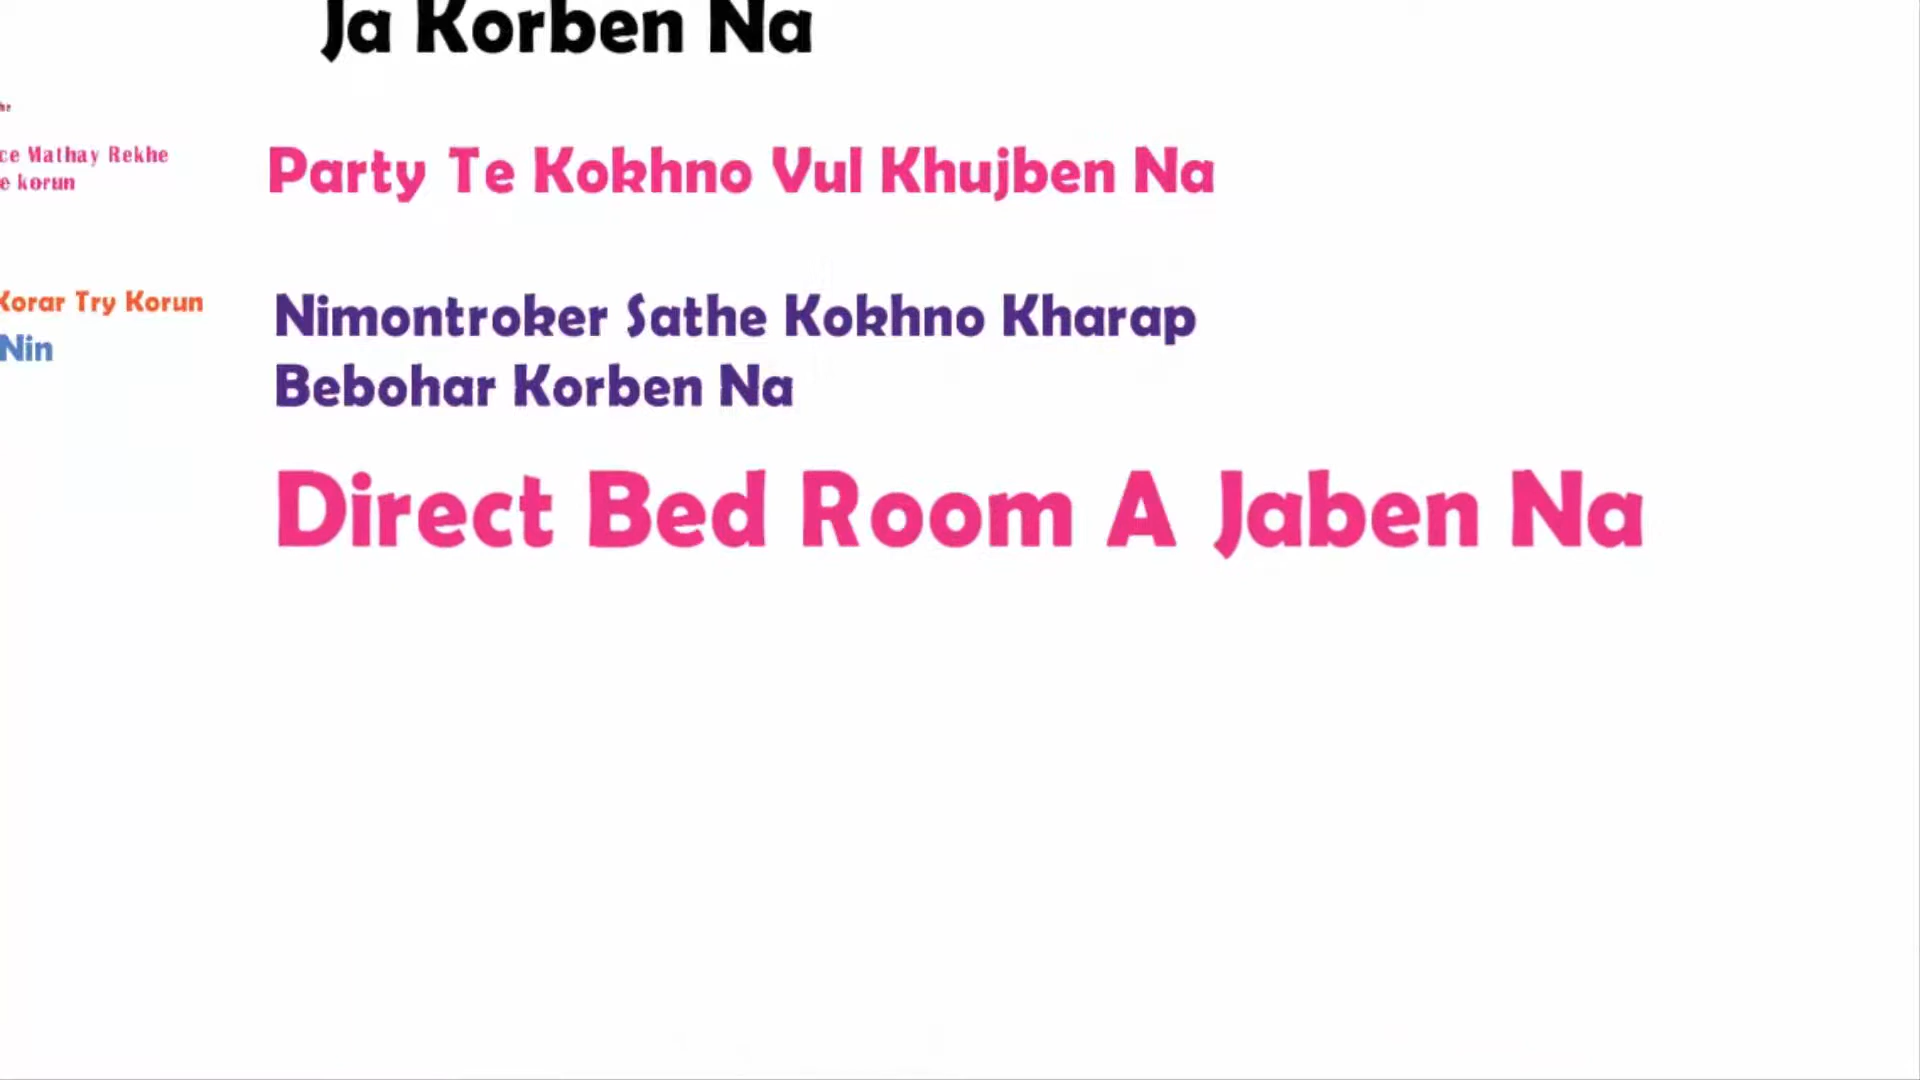 Ja Korben Na
Mathay Rekhe
korun
Party Te Kokhno Vul Khujben Na
Korar Try Korun
Nin
Nimontroker Sathe Kokhno Kharap
Bebohar Korben Na
Direct Bed Room A Jaben Na